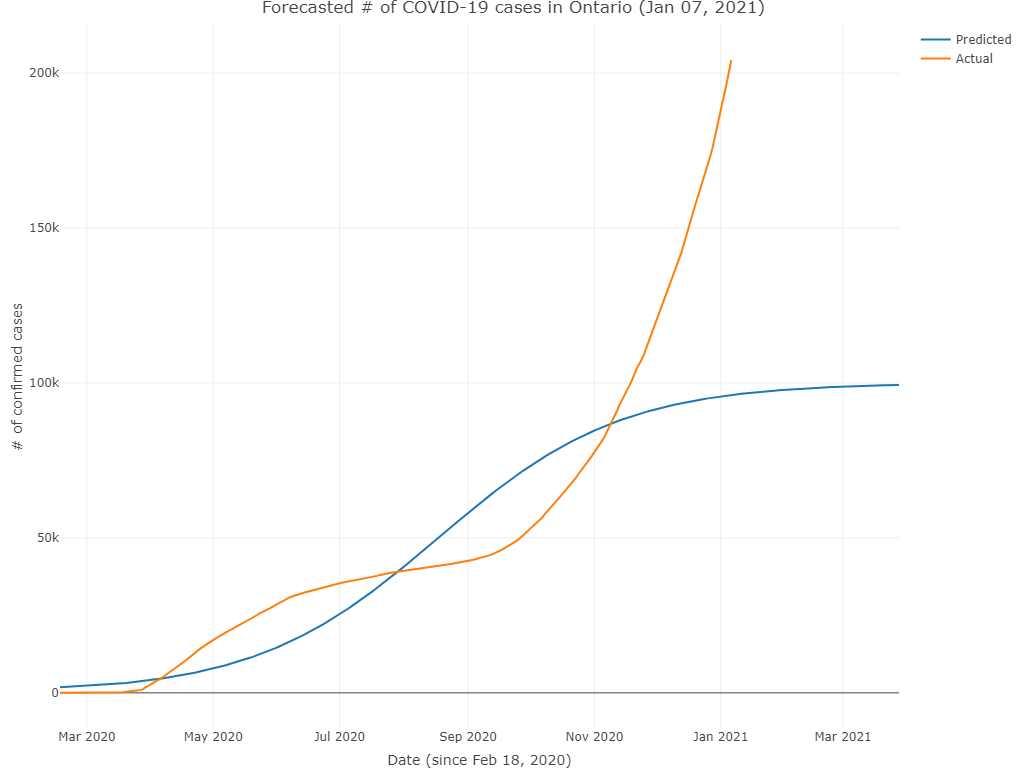 Forecasted # of COVID-19 cases in Ontario (Jan 07, 2021)
Predicted
Actual
200k
150k
100k
50k
0
# of confirmed cases
Mar 2020
May 2020
Jul 2020
Sep 2020
Nov 2020
Jan 2021
Mar 2021
Date (since Feb 18, 2020)